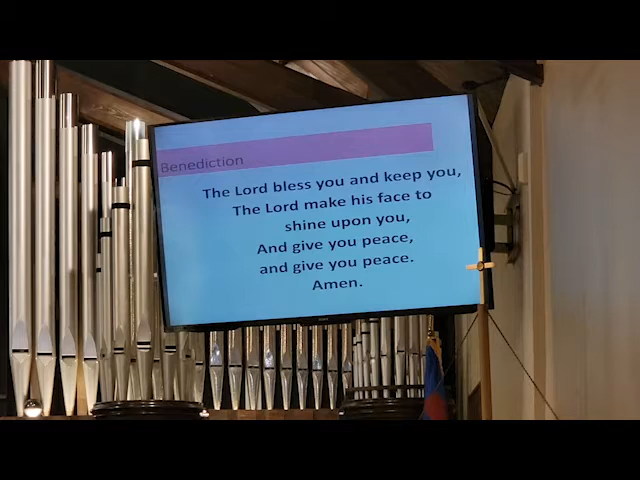 Benediction
The Lord bless you and keep you,
The Lord make his face to
shine upon you,
And give you peace,
and give you peace.
Amen.